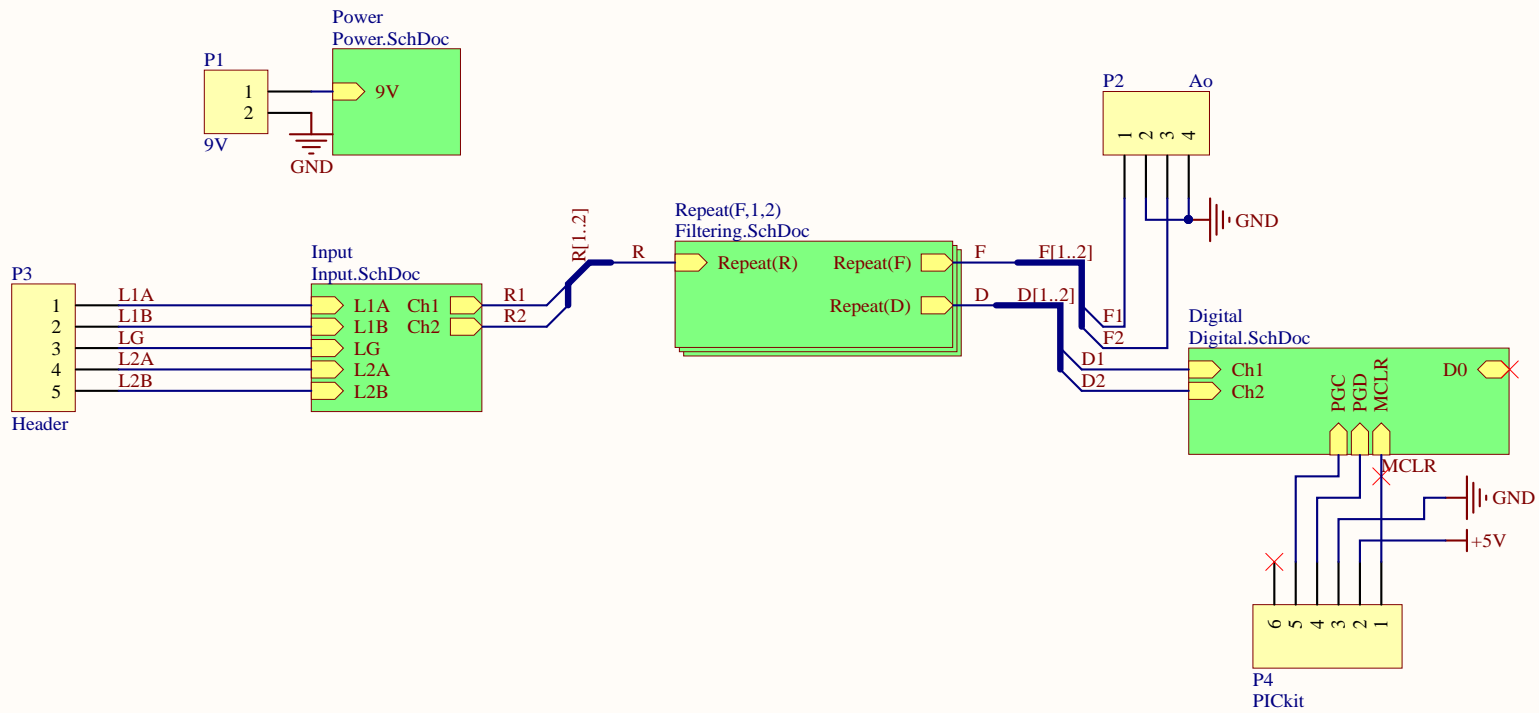 Power
Power.SchDoc
P1
1
2
9V
9V
GND
P2
Ao
1
2
3
4
GND
Repeat(F,1,2)
Filtering.SchDoc
Repeat(R)
Repeat(F)
Repeat(D)
R[1..2]
R
F
F[1..2]
D
D[1..2]
Input
Input.SchDoc
P3
1
2
3
4
5
Header
L1A
L1B
LG
L2A
L2B
L1A
L1B
LG
L2A
L2B
Ch1
Ch2
R1
R2
F1
F2
D1
D2
Digital
Digital.SchDoc
Ch1
Ch2
D0
PGC
PGD
MCLR
MCLR
GND
+5V
6
5
4
3
2
1
P4
PICkit